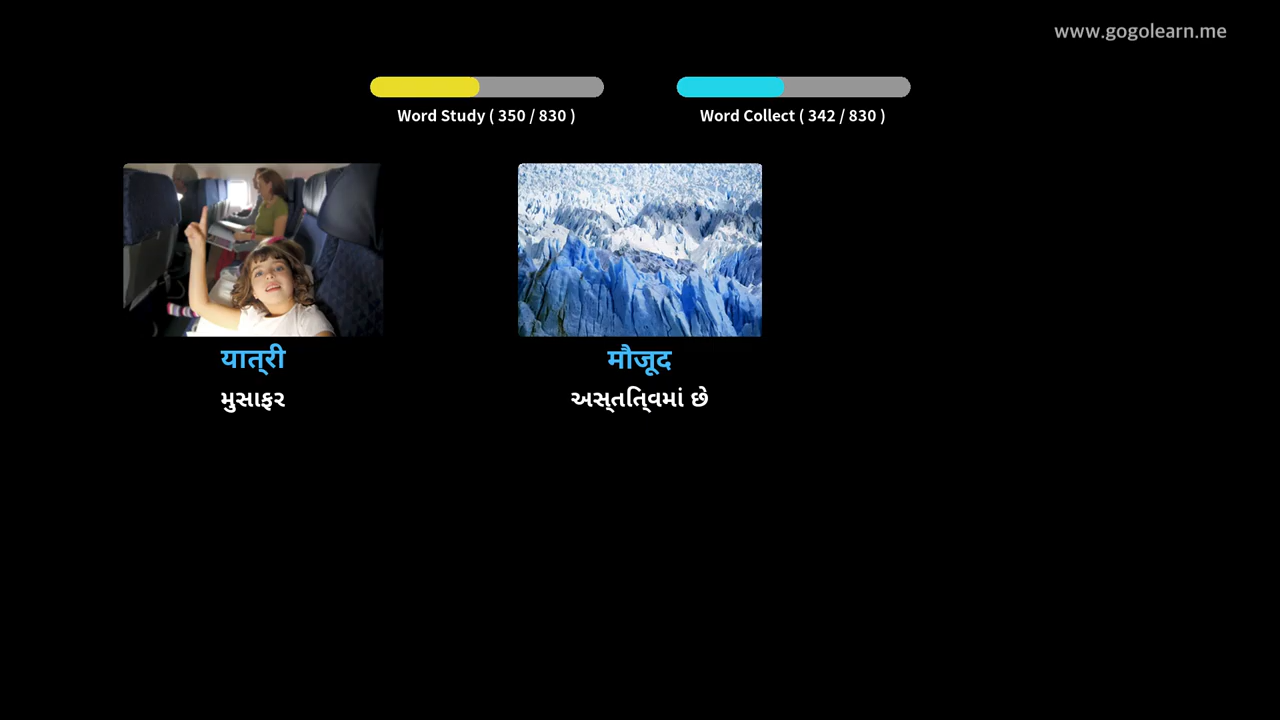 www.gogolearn.me
Word Study ( 350 / 830 )
Word Collect ( 342 / 830 )
यात्री
मौजूद
મુસાફર
અસ્તિત્વમાં છે